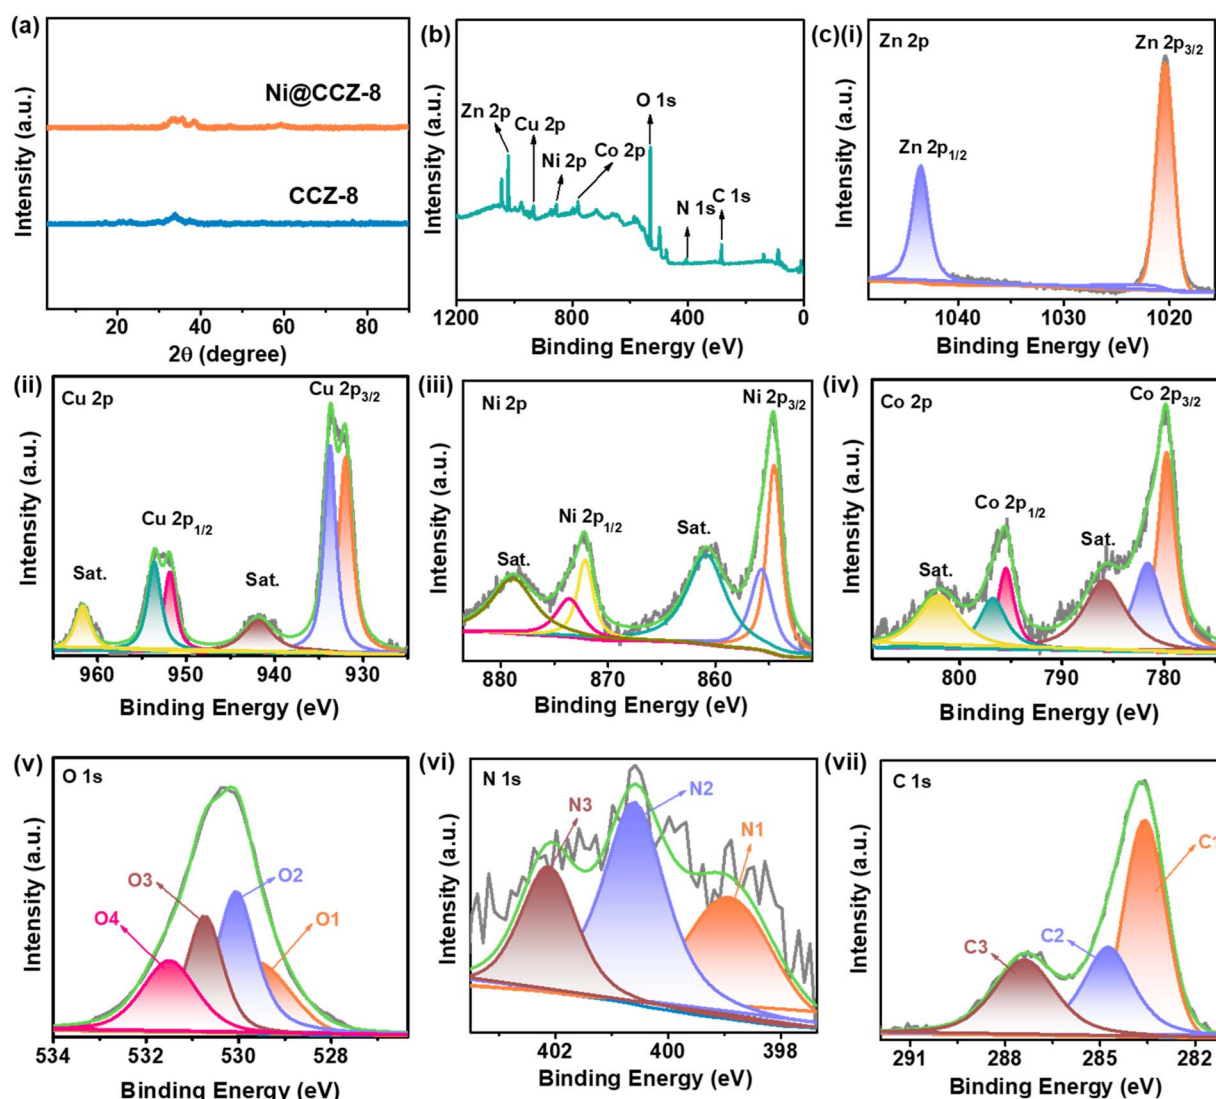 (a)
Intensity (a.u.)
Ni@CCZ-8
CCZ-8
20 40 60 80
2θ (degree)
(b)
Intensity (a.u.)
Zn 2p
Cu 2p
Ni 2p
Co 2p
O 1s
N 1s
C 1s
1200 800 400 0
Binding Energy (eV)
(c)(i)
Intensity (a.u.)
Zn 2p
Zn 2p1/2
Zn 2p3/2
1040 1030 1020
Binding Energy (eV)
(ii)
Intensity (a.u.)
Cu 2p
Cu 2p3/2
Cu 2p1/2
Sat.
Sat.
960 950 940 930
Binding Energy (eV)
(iii)
Intensity (a.u.)
Ni 2p
Ni 2p3/2
Ni 2p1/2
Sat.
Sat.
880 870 860
Binding Energy (eV)
(iv)
Intensity (a.u.)
Co 2p
Co 2p3/2
Co 2p1/2
Sat.
Sat.
800 790 780
Binding Energy (eV)
(v)
Intensity (a.u.)
O 1s
O4
O3
O2
O1
534 532 530 528
Binding Energy (eV)
(vi)
Intensity (a.u.)
N 1s
N3
N2
N1
402 400 398
Binding Energy (eV)
(vii)
Intensity (a.u.)
C 1s
C3
C2
C1
291 288 285 282
Binding Energy (eV)